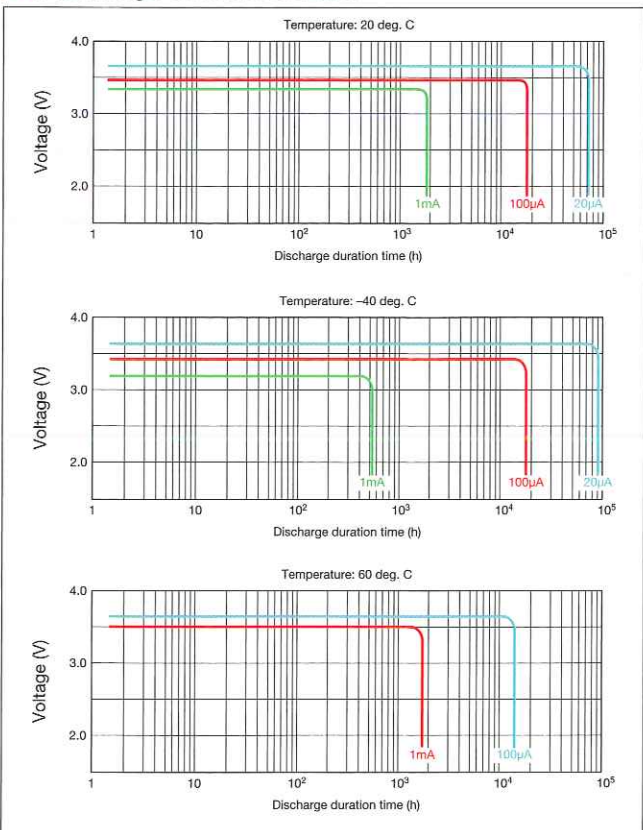 Temperature: 20 deg. C
4.0
3.0
2.0
Voltage (V)
1mA 100μA 20μA
1 10 10² 10³ 10⁴ 10⁵
Discharge duration time (h)
Temperature: –40 deg. C
4.0
3.0
2.0
Voltage (V)
1mA 100μA 20μA
1 10 10² 10³ 10⁴ 10⁵
Discharge duration time (h)
Temperature: 60 deg. C
4.0
3.0
2.0
Voltage (V)
1mA 100μA
1 10 10² 10³ 10⁴ 10⁵
Discharge duration time (h)